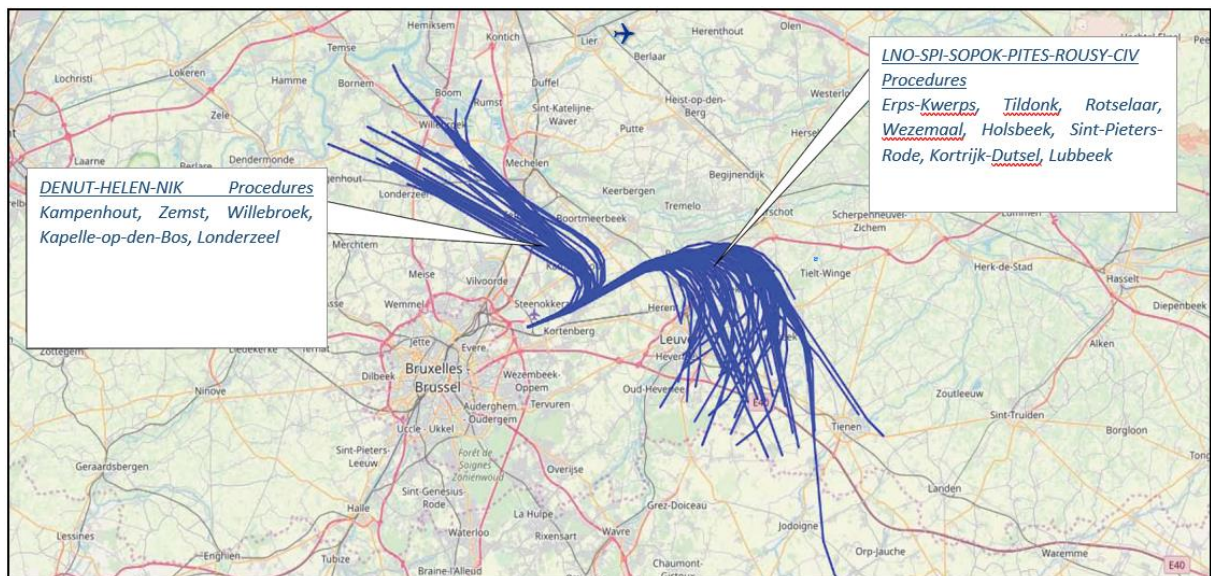 Hemiksem
Kontich
Lier
Herenthout
Olen
Temse
Berlaar
Lochristi
Lokeren
Hamme
Bornem
Boom
Duffel
Rumst
Zele
Willebroek
Sint-Katelijne-
Waver
Heist-op-den-
Berg
Putte
Laarne
Dendermonde
Mechelen
Begijnendijk
Keerbergen
Tremelo
Londerzeel
Boortmeerbeek
Scherpenheuvel-
Zichem
LNO-SPI-SOPOK-PITES-ROUSY-CIV
Procedures
Erps-Kwerps, Tildonk, Rotselaar,
Wezemaal, Holsbeek, Sint-Pieters-
Rode, Kortrijk-Dutsel, Lubbeek
DENUT-HELEN-NIK Procedures
Kampenhout, Zemst, Willebroek,
Kapelle-op-den-Bos, Londerzeel
Merchtem
Meise
Vilvoorde
Wemmel
Steenokkerz
Kortenberg
Tielt-Winge
Herk-de-Stad
Hasselt
Diepenbeek
Alken
Zottegem
Liedekerke
Ternat
Jette
Evere
Heren
Leuve
Bruxelles -
Brussel
Dilbeek
Wezembeek-
Oppem
Tervuren
Oud-Heverlee
E40
Ninove
Auderghem
Oudergem
Uccle - Ukkel
Tienen
Zoutleeuw
Sint-Truiden
Borgloon
Geraardsbergen
Sint-Pieters-
Leeuw
Forêt de
Soignes
Zoniënwoud
Overijse
Halle
Sint-Genesius
Rode
La Hulpe
Grez-Doiceau
Landen
Lessines
Enghien
Tubize
Waterloo
Rixensart
Wavre
Jodoigne
Orp-Jauche
Waremme
Braine-l'Alleud
Chaumont-
E40